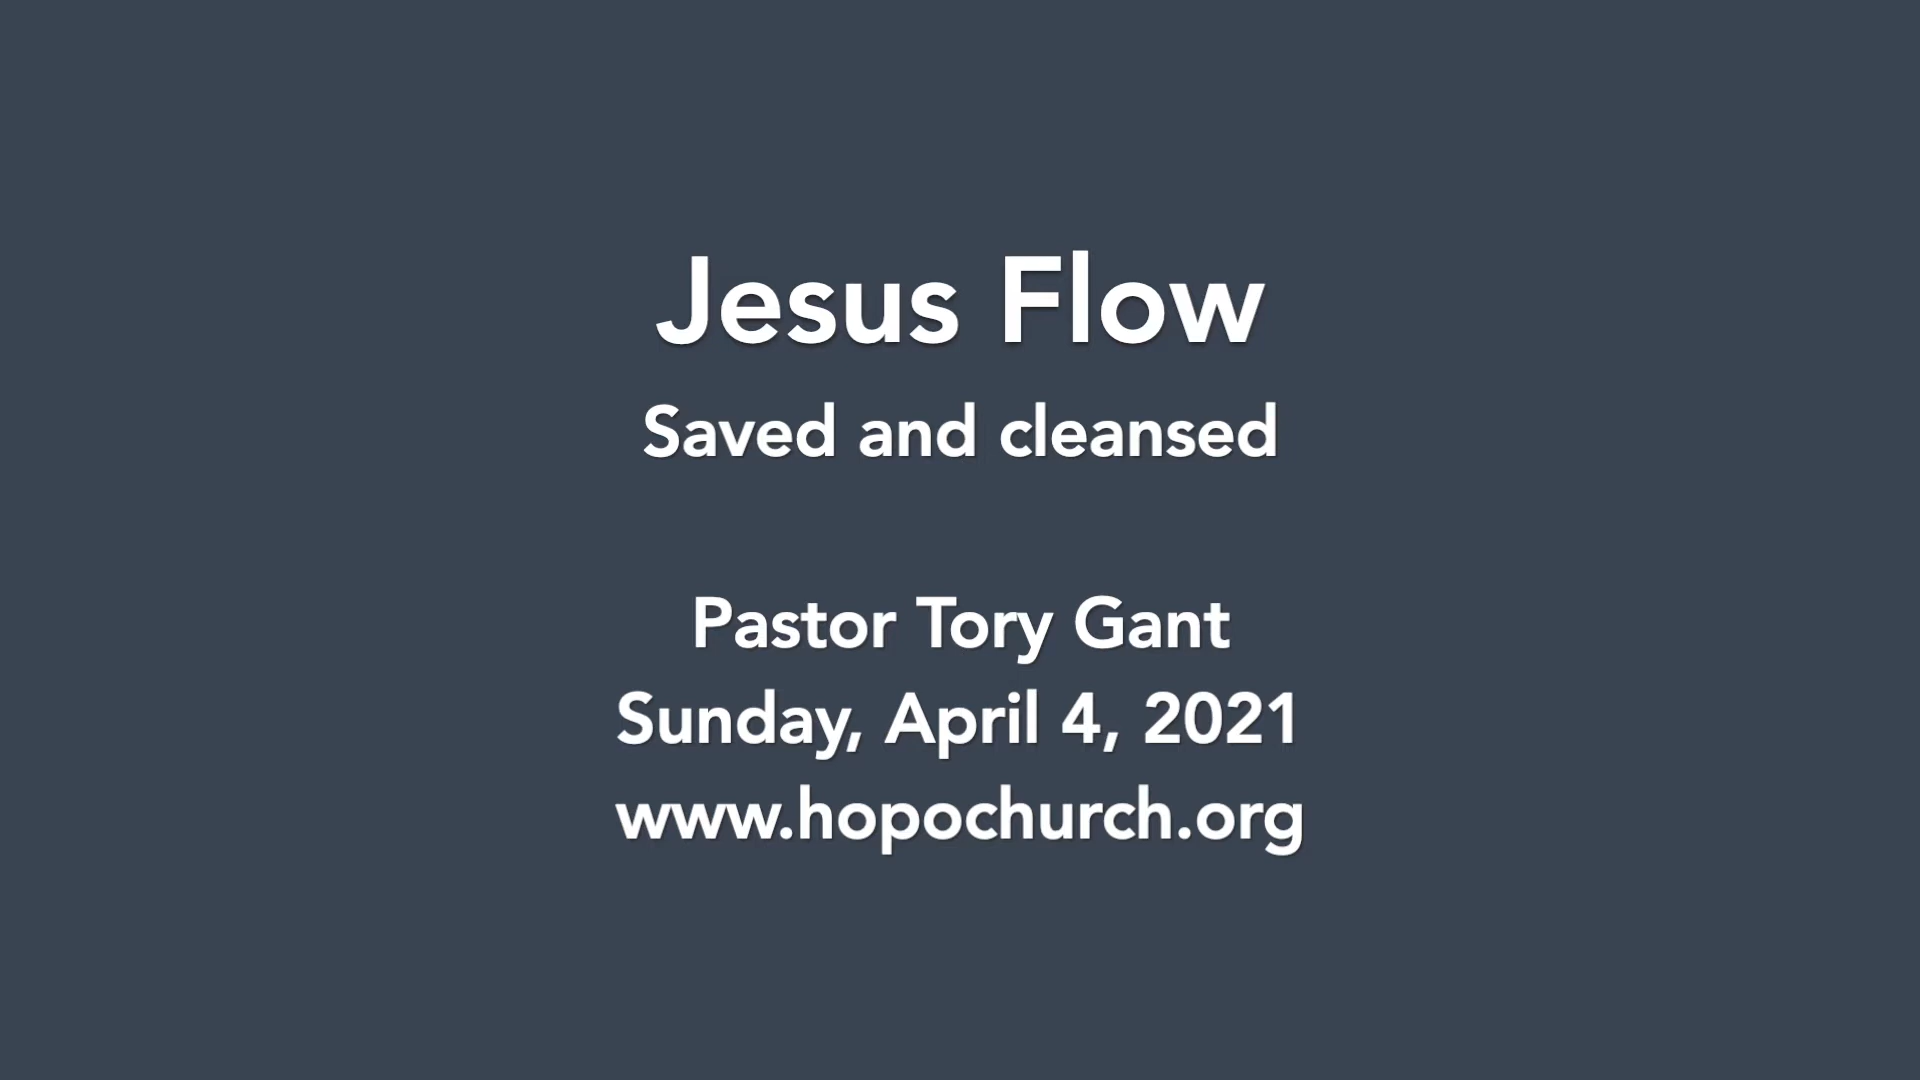 Jesus Flow
Saved and cleansed
Pastor Tory Gant
Sunday, April 4, 2021
www.hopochurch.org